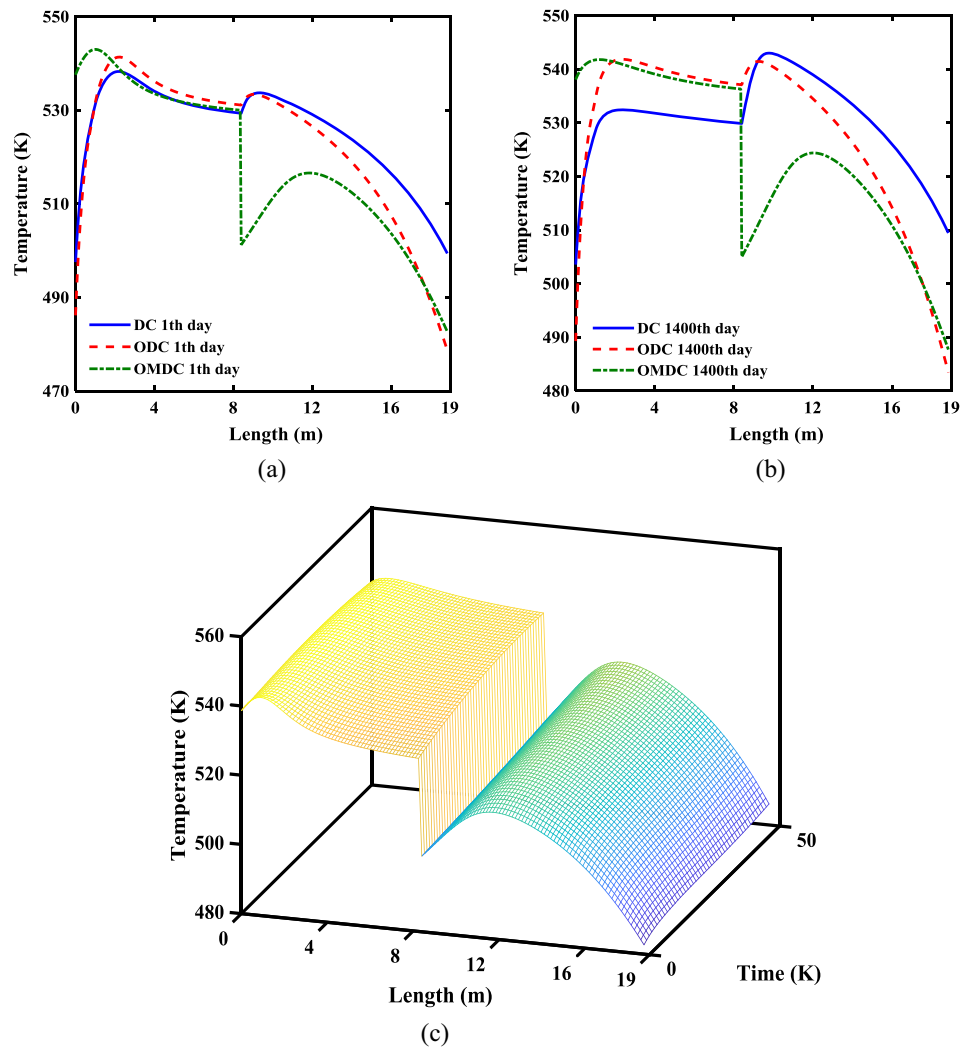 550
530
510
490
470
Temperature (K)
DC 1th day
ODC 1th day
OMDC 1th day
0 4 8 12 16 19
Length (m)
(a)
550
540
530
520
510
500
490
480
Temperature (K)
DC 1400th day
ODC 1400th day
OMDC 1400th day
0 4 8 12 16 19
Length (m)
(b)
560
540
520
500
480
Temperature (K)
0 4 8 12 16 19
Length (m)
0 50
Time (K)
(c)